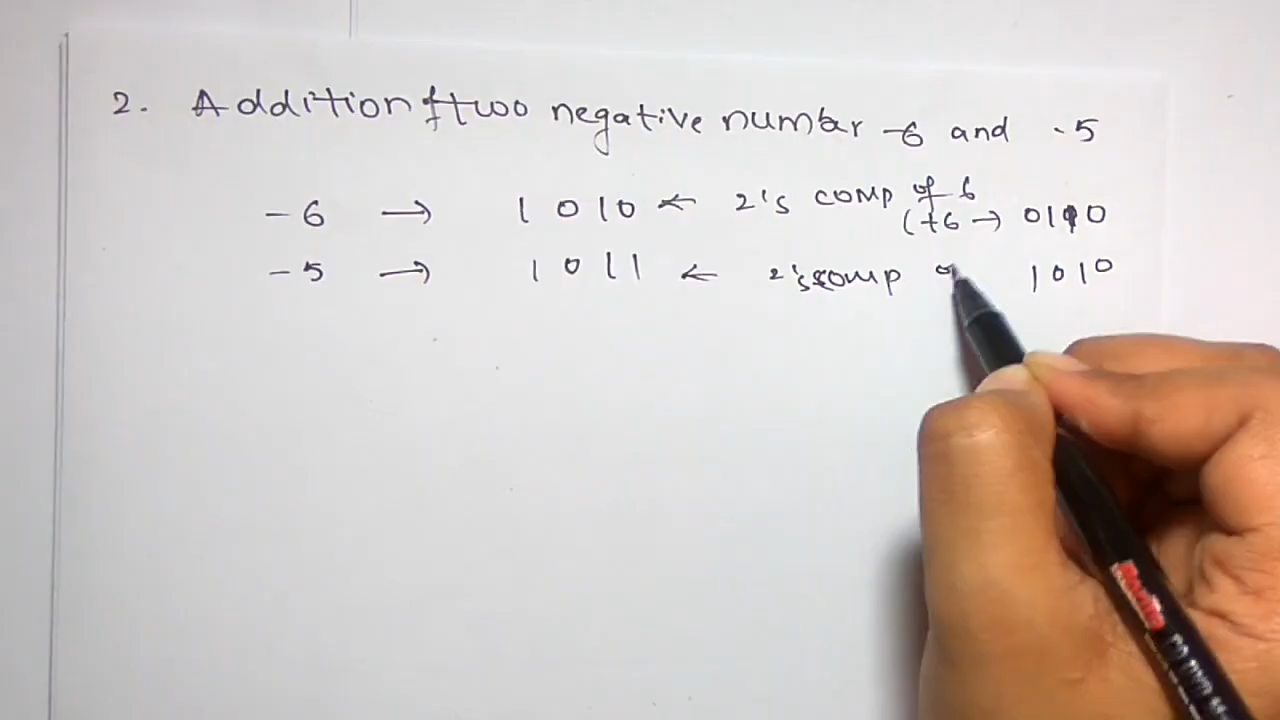 2. Addition of two negative number -6 and -5
-6 → 1010 ← 2's comp of 6
(+6 → 0110
-5 → 1011 ← 2's comp 1010